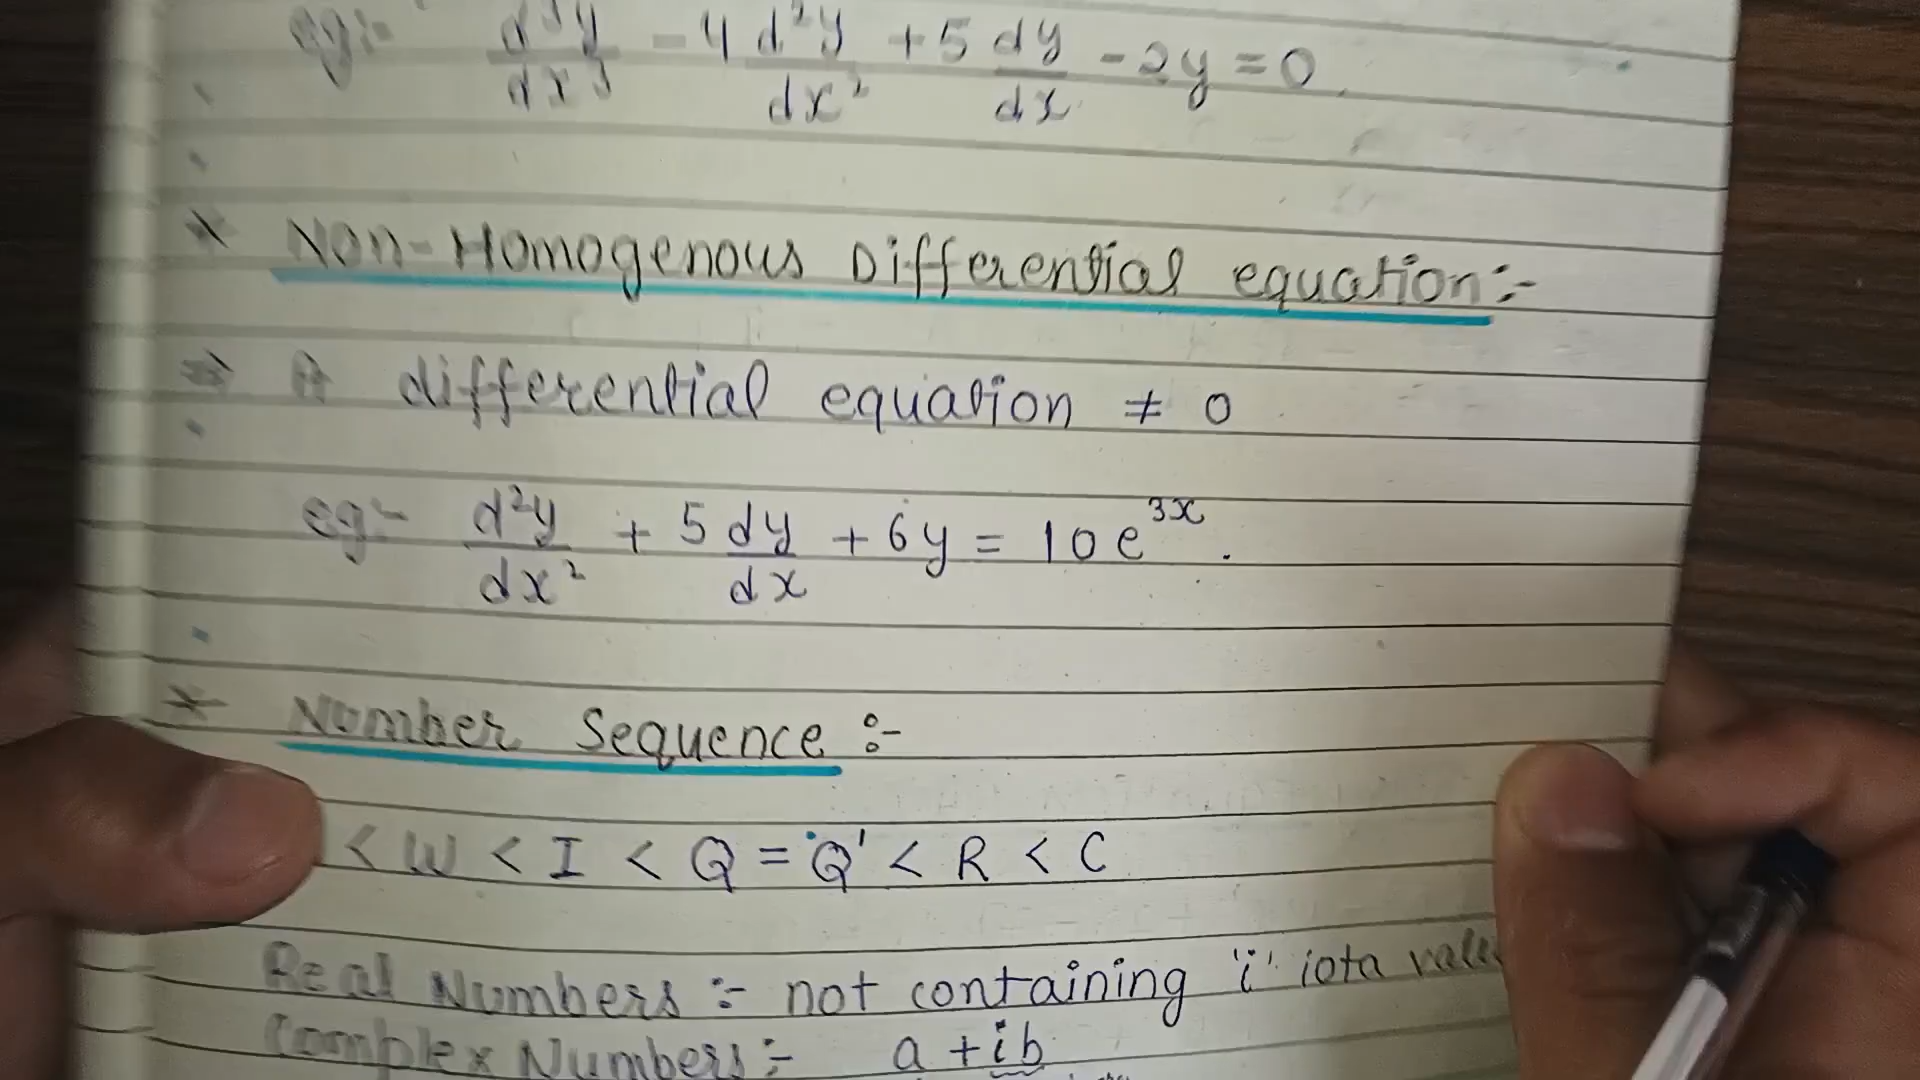 eg:- d³y/dx³ - 4 d²y/dx² + 5 dy/dx - 2y = 0
* Non-Homogenous Differential equation :-
⇒ A differential equation ≠ 0
eg:- d²y/dx² + 5 dy/dx + 6y = 10e^3x.
* Number Sequence :-
< W < I < Q = Q' < R < C
Real Numbers :- not containing 'i' iota
Complex Numbers :- a + ib